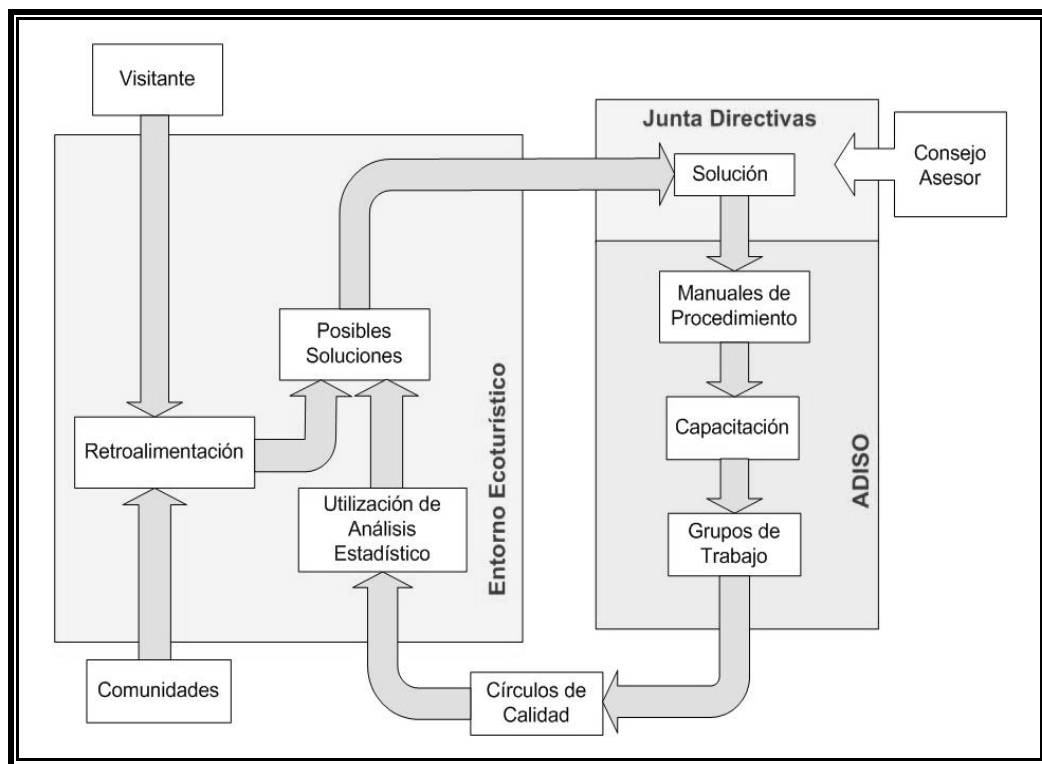 Visitante
Junta Directivas
Consejo
Asesor
Solución
Manuales de
Procedimiento
Posibles
Soluciones
Capacitación
Retroalimentación
ADISO
Entorno Ecoturístico
Utilización de
Análisis
Estadístico
Grupos de
Trabajo
Comunidades
Círculos de
Calidad